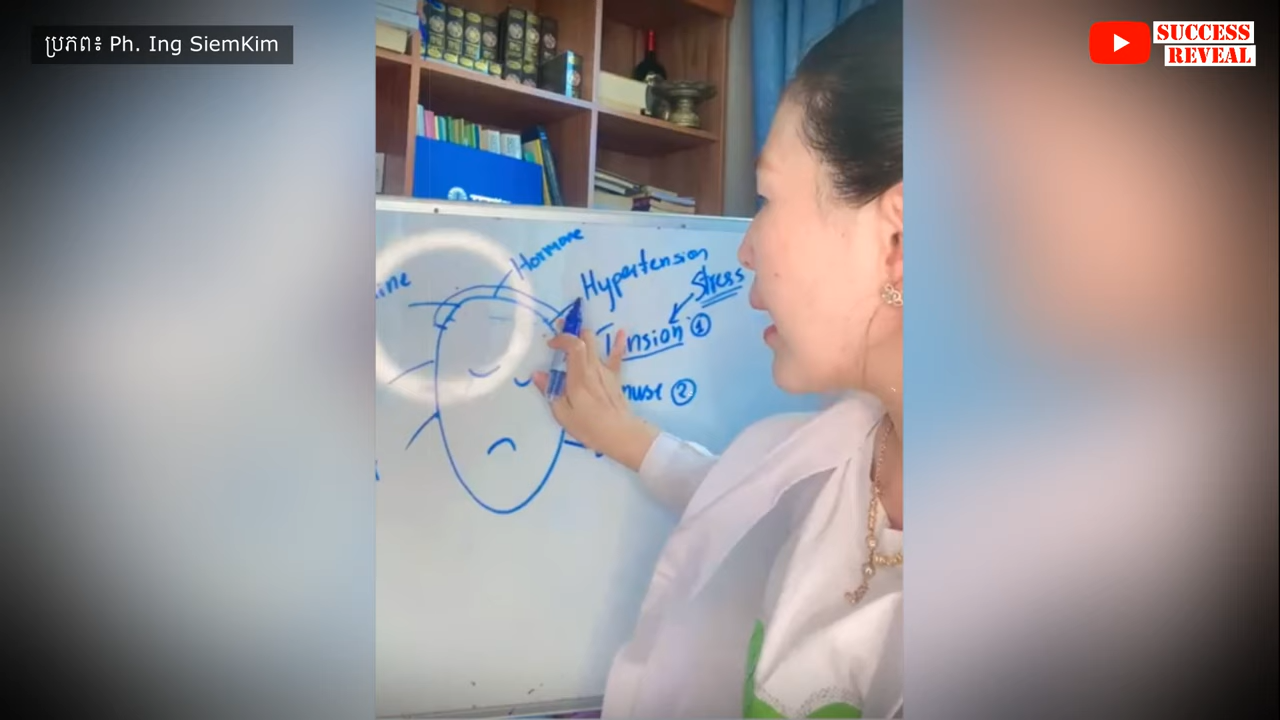 ប្រភព៖ Ph. Ing SiemKim
SUCCESS
REVEAL
Hormone
Hypertension
Stress
Tension ①
②